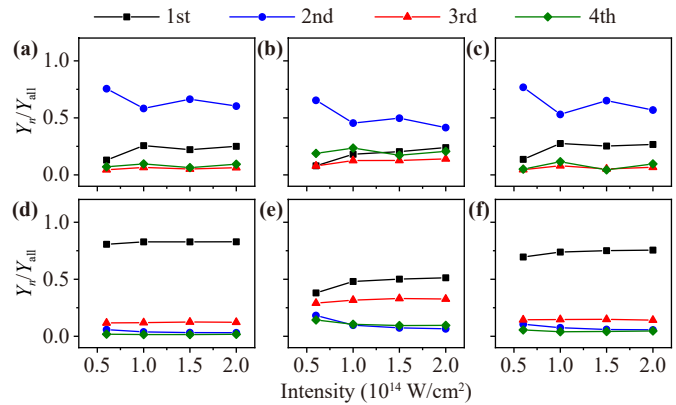 1st 2nd 3rd 4th
(a) (b) (c)
1.0
0.5
0.0
Yn/Yall
(d) (e) (f)
1.0
0.5
0.0
Yn/Yall
0.5 1.0 1.5 2.0 0.5 1.0 1.5 2.0 0.5 1.0 1.5 2.0
Intensity (10¹⁴ W/cm²)